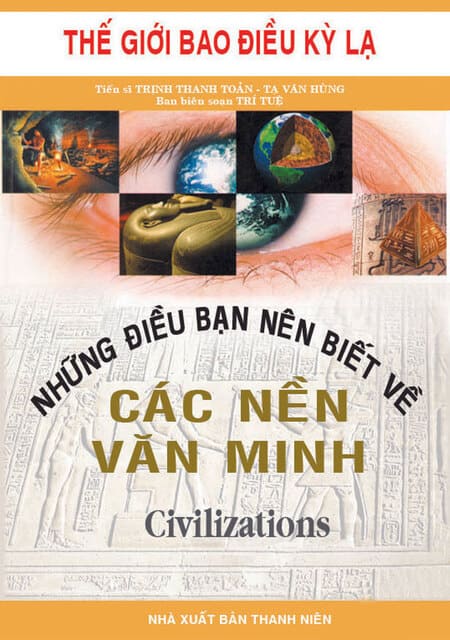 THẾ GIỚI BAO ĐIỀU KỲ LẠ
Tiến sĩ TRỊNH THANH TOẢN - TẠ VĂN HÙNG
Ban biên soạn TRÍ TUỆ
NHỮNG ĐIỀU BẠN NÊN BIẾT VỀ
CÁC NỀN
VĂN MINH
Civilizations
NHÀ XUẤT BẢN THANH NIÊN